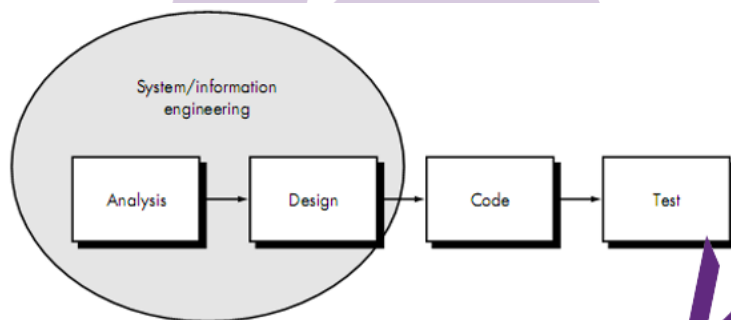 System/information
engineering
Analysis
Design
Code
Test